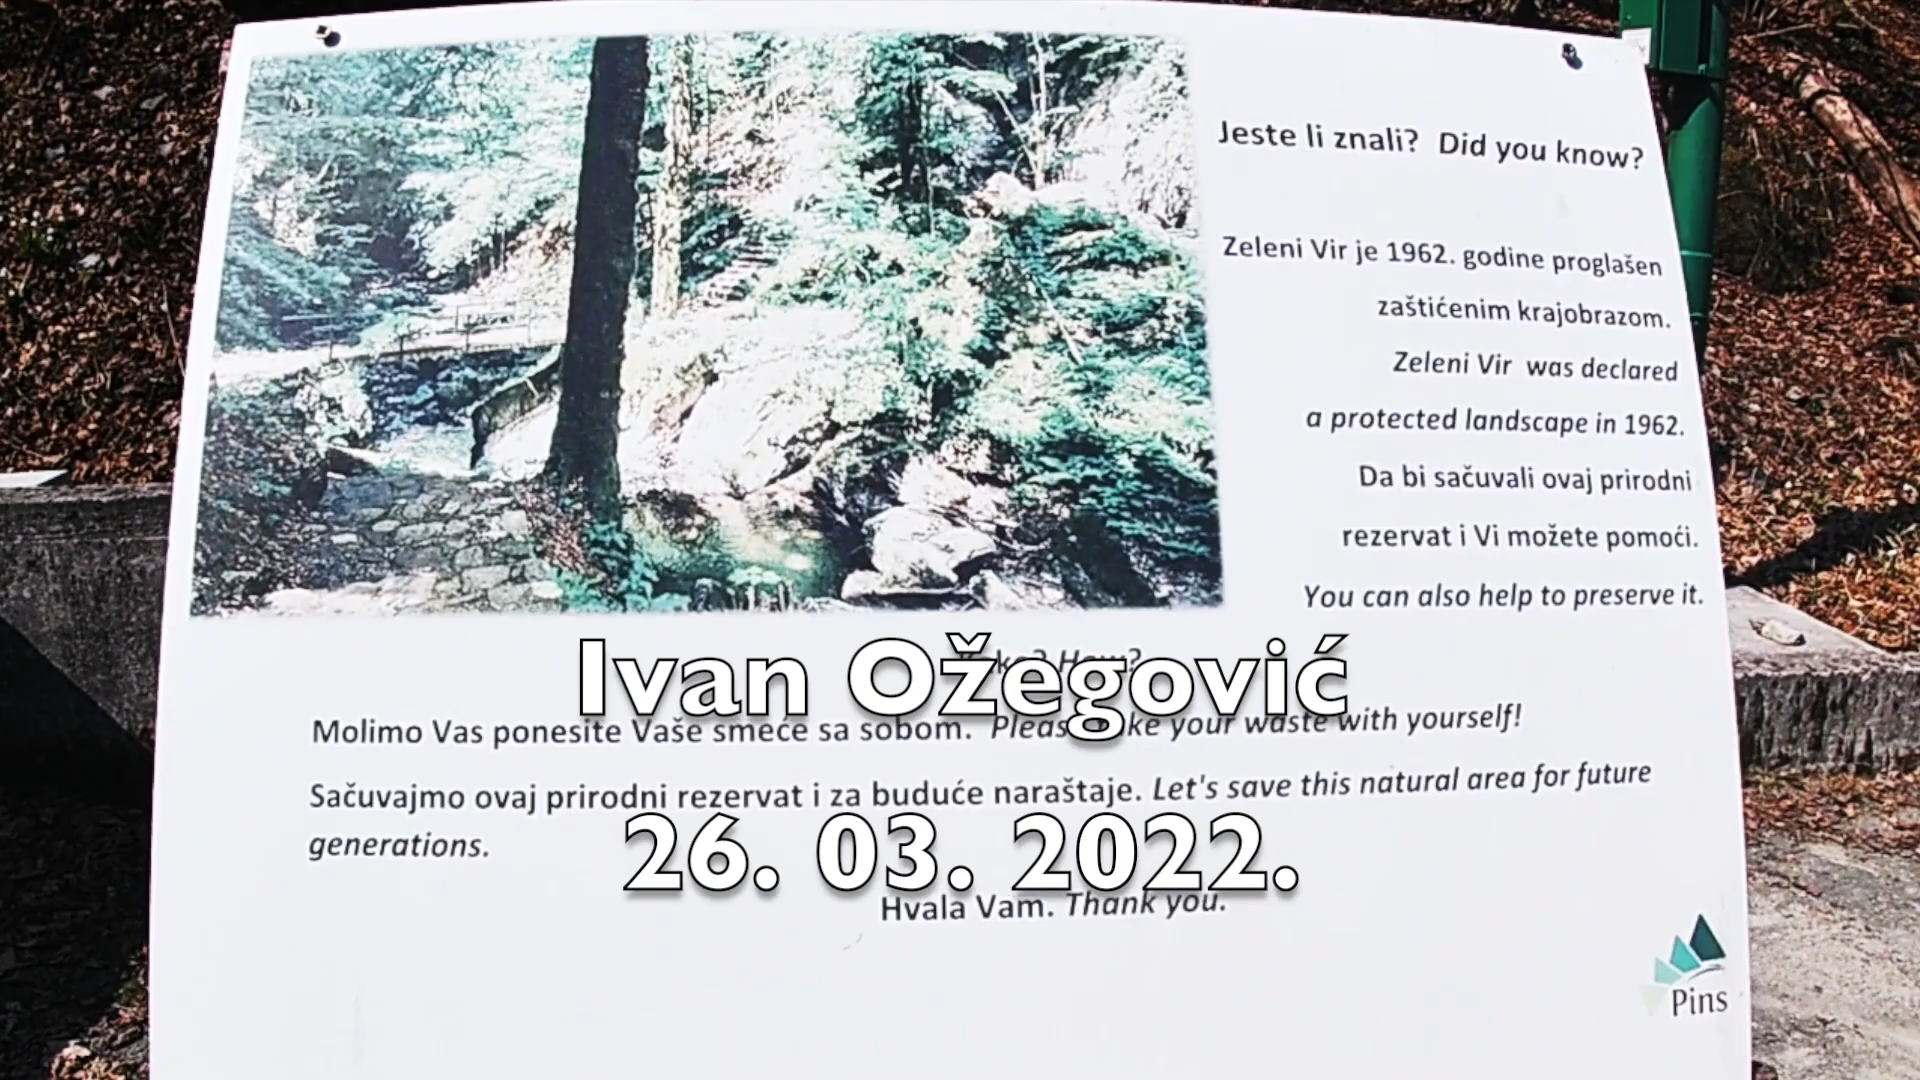 Jeste li znali? Did you know?
Zeleni Vir je 1962. godine proglašen
zaštićenim krajobrazom.
Zeleni Vir was declared
a protected landscape in 1962.
Da bi sačuvali ovaj prirodni
rezervat i Vi možete pomoći.
You can also help to preserve it.
Ivan Ožegović
Molimo Vas ponesite Vaše smeće sa sobom. your waste with yourself!
Sačuvajmo ovaj prirodni rezervat i za buduće naraštaje. Let's save this natural area for future
generations.
26. 03. 2022.
Hvala Vam. Thank you.
Pins